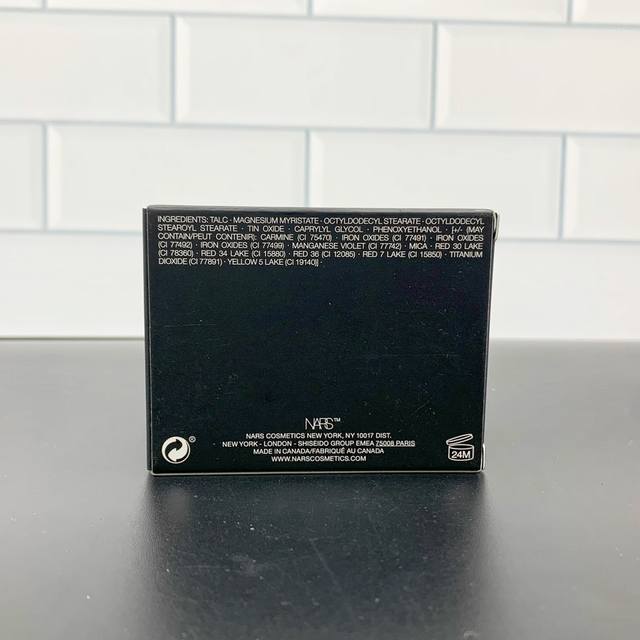 INGREDIENTS: TALC · MAGNESIUM MYRISTATE · OCTYLDODECYL STEARATE · OCTYLDODECYL
STEAROYL STEARATE · TIN OXIDE · CAPRYLYL GLYCOL · PHENOXYETHANOL · [+/- (MAY
CONTAIN/PEUT CONTENIR): CARMINE (CI 75470) · IRON OXIDES (CI 77491) · IRON OXIDES
(CI 77492) · IRON OXIDES (CI 77499) · MANGANESE VIOLET (CI 77742) · MICA · RED 30 LAKE
(CI 78360) · RED 34 LAKE (CI 15880) · RED 36 (CI 12085) · RED 7 LAKE (CI 15850) · TITANIUM
DIOXIDE (CI 77891) · YELLOW 5 LAKE (CI 19140)] ·
NARS™
NARS COSMETICS NEW YORK, NY 10017 DIST.
NEW YORK - LONDON - SHISEIDO GROUP EMEA 75008 PARIS
MADE IN CANADA/FABRIQUÉ AU CANADA
WWW.NARSCOSMETICS.COM
®
24M